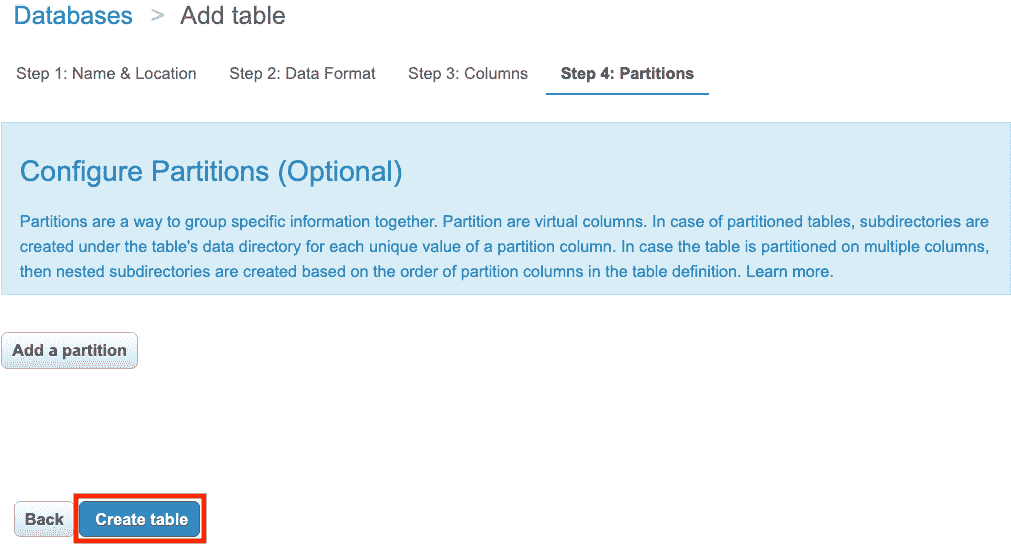 Databases > Add table
Step 1: Name & Location Step 2: Data Format Step 3: Columns Step 4: Partitions
Configure Partitions (Optional)
Partitions are a way to group specific information together. Partition are virtual columns. In case of partitioned tables, subdirectories are
created under the table's data directory for each unique value of a partition column. In case the table is partitioned on multiple columns,
then nested subdirectories are created based on the order of partition columns in the table definition. Learn more.
Add a partition
Back Create table